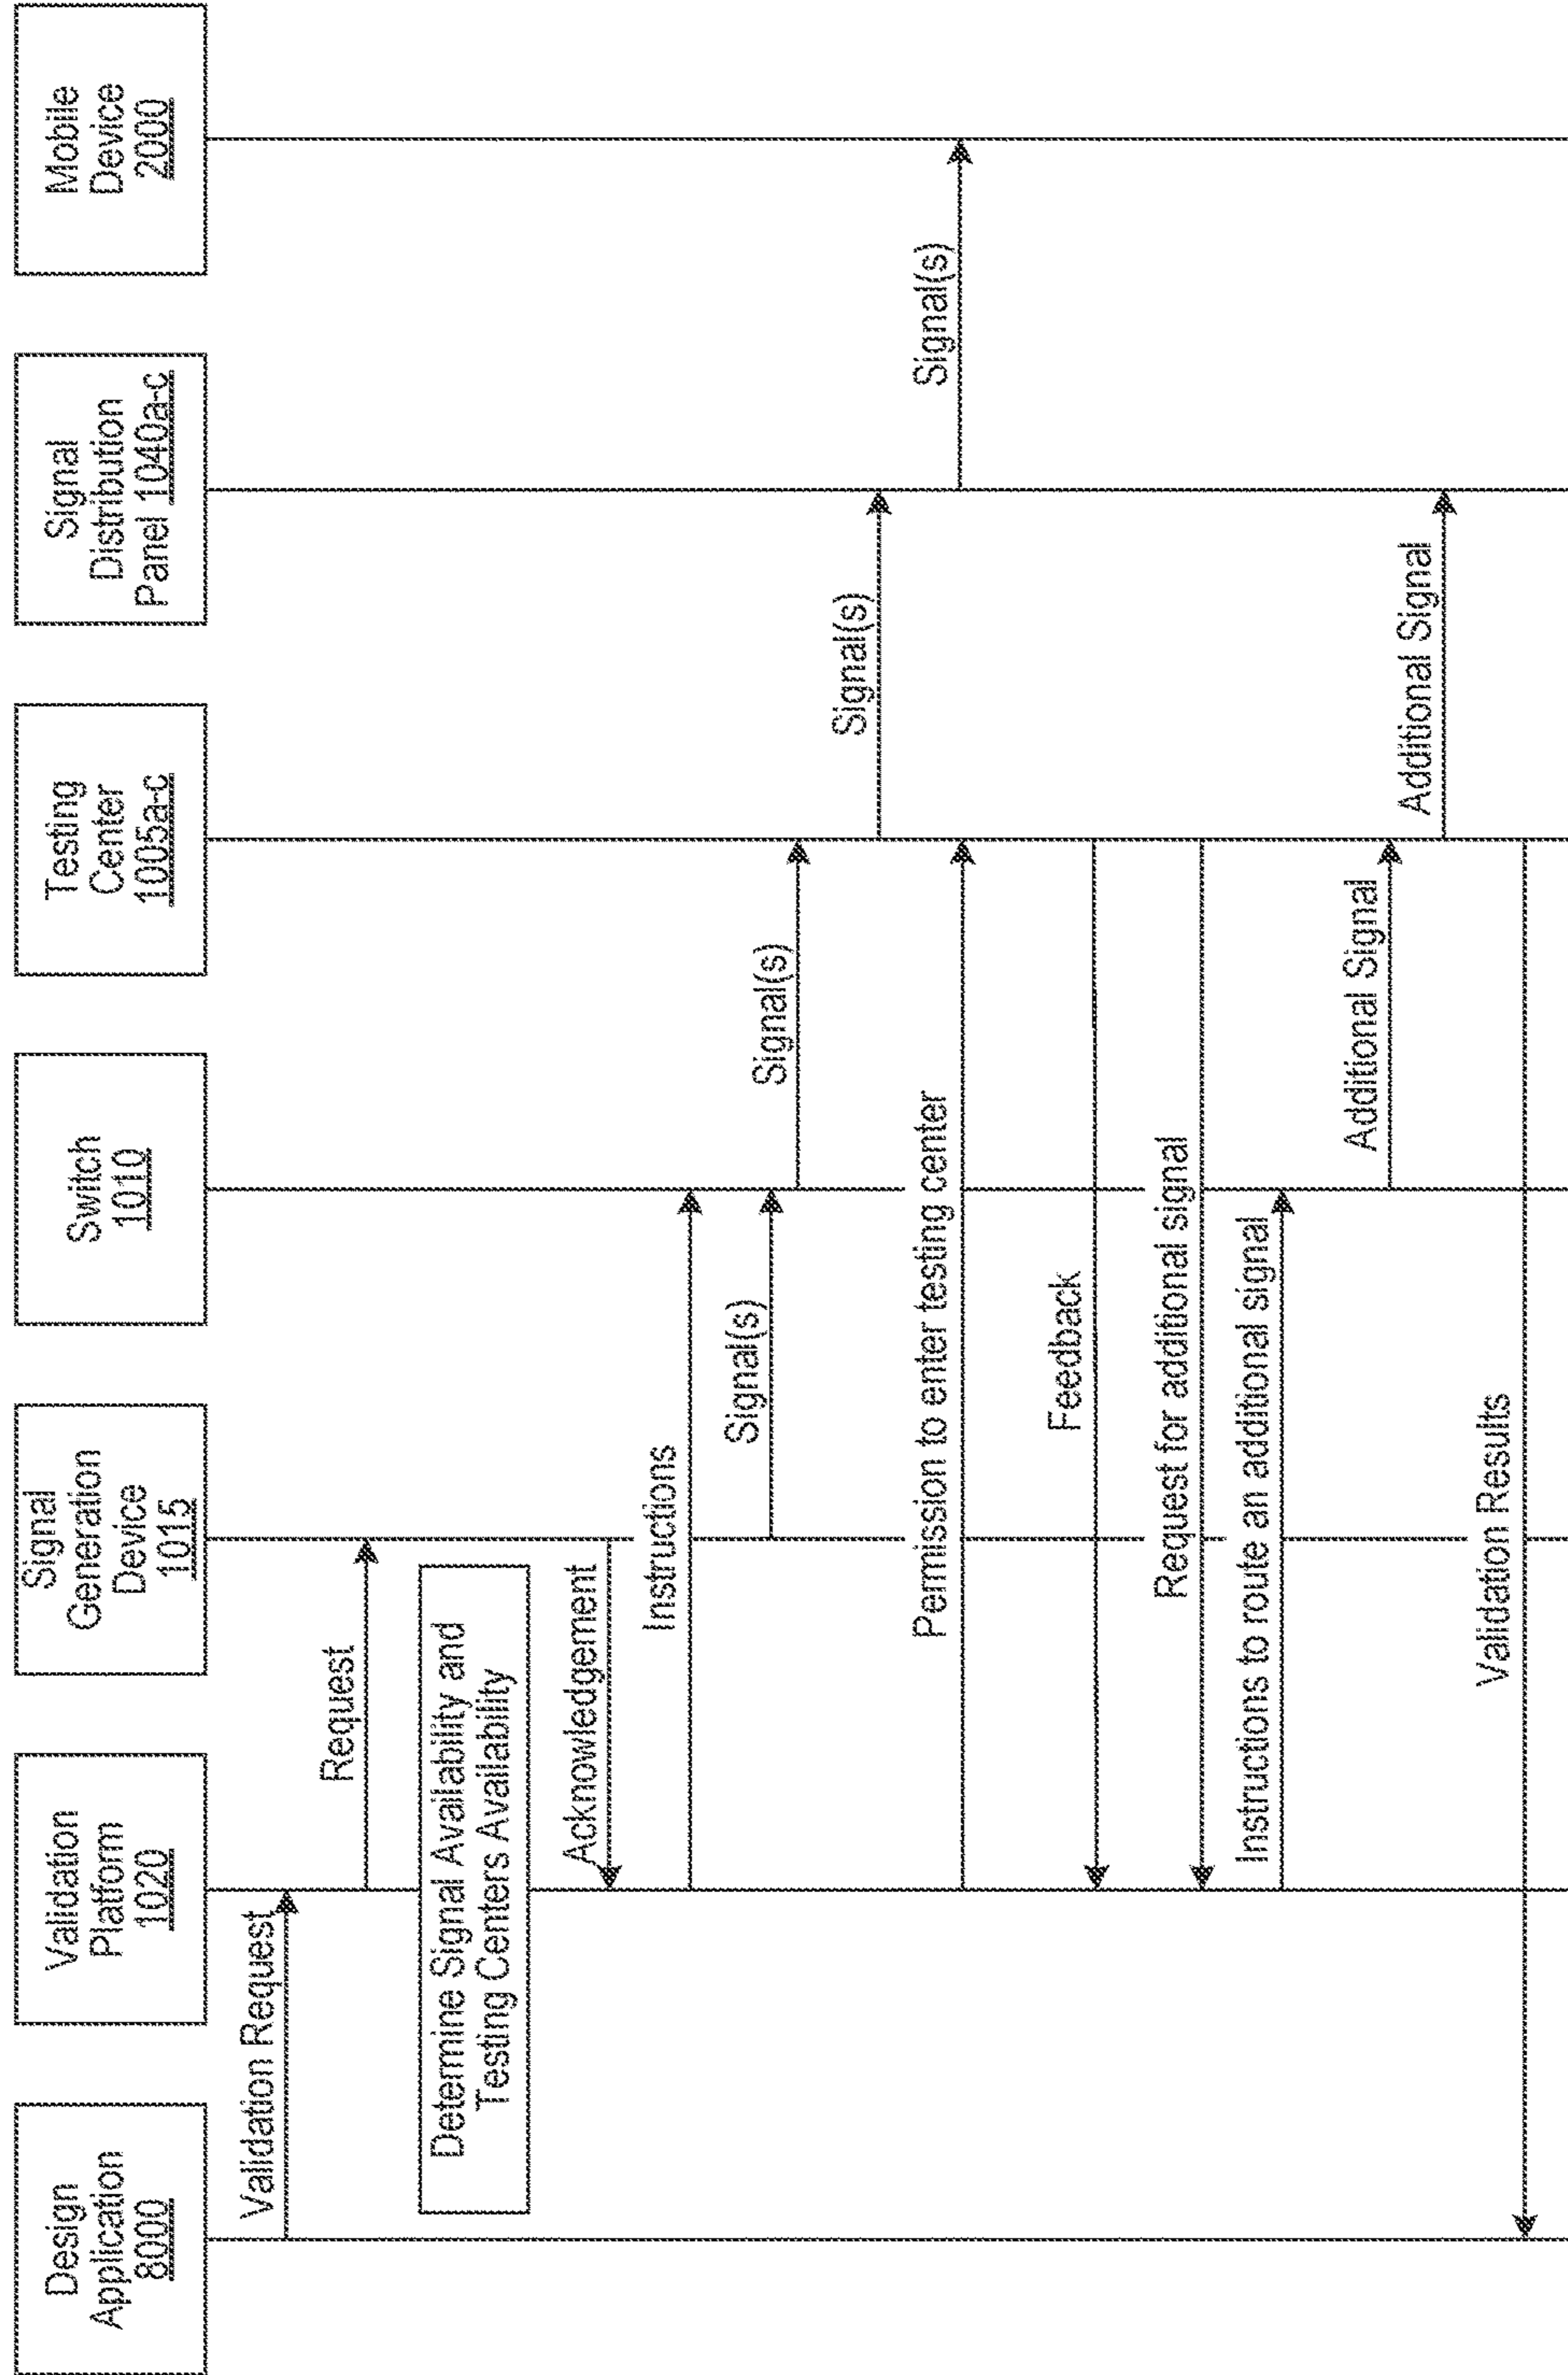 Design
Application
8000
Validation
Platform
1020
Signal
Generation
Device
1015
Switch
1010
Testing
Center
1005a-c
Signal
Distribution
Panel 1040a-c
Mobile
Device
2000
Validation Request
Request
Determine Signal Availability and
Testing Centers Availability
Acknowledgement
Instructions
Signal(s)
Signal(s)
Signal(s)
Permission to enter testing center
Signal(s)
Feedback
Request for additional signal
Instructions to route an additional signal
Additional Signal
Additional Signal
Validation Results